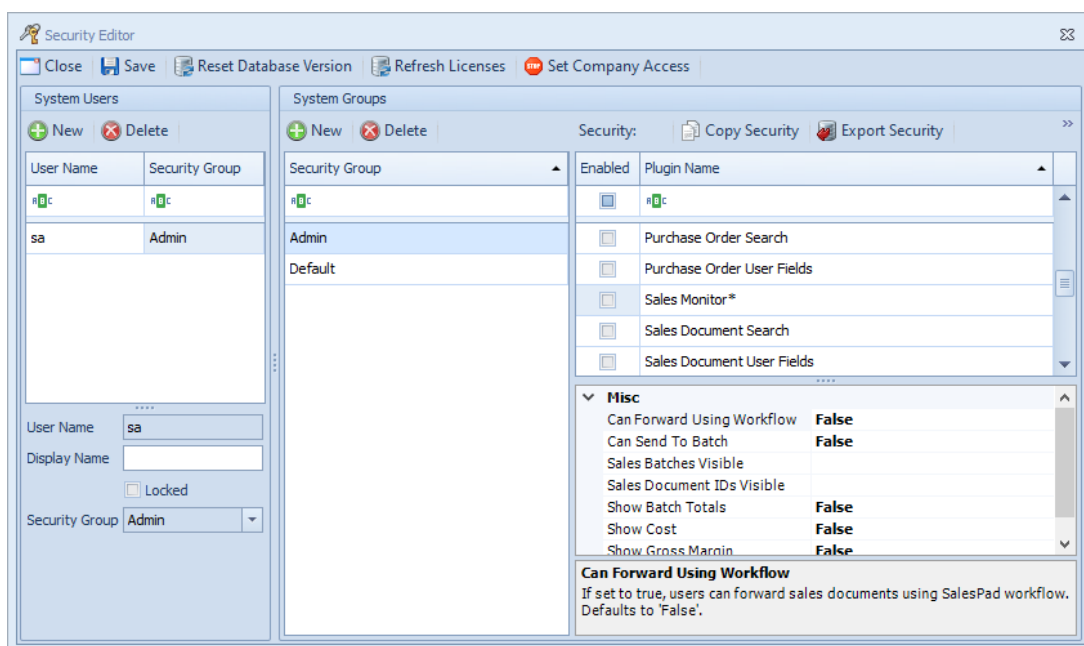 Security Editor
Close Save Reset Database Version Refresh Licenses STOP Set Company Access
System Users
New Delete
User Name Security Group
ABC ABC
sa Admin
User Name sa
Display Name
Locked
Security Group Admin
System Groups
New Delete Security: Copy Security Export Security »
Security Group
ABC
Admin
Default
Enabled Plugin Name
ABC
Purchase Order Search
Purchase Order User Fields
Sales Monitor*
Sales Document Search
Sales Document User Fields
Misc
Can Forward Using Workflow False
Can Send To Batch False
Sales Batches Visible
Sales Document IDs Visible
Show Batch Totals False
Show Cost False
Show Gross Margin False
Can Forward Using Workflow
If set to true, users can forward sales documents using SalesPad workflow.
Defaults to 'False'.